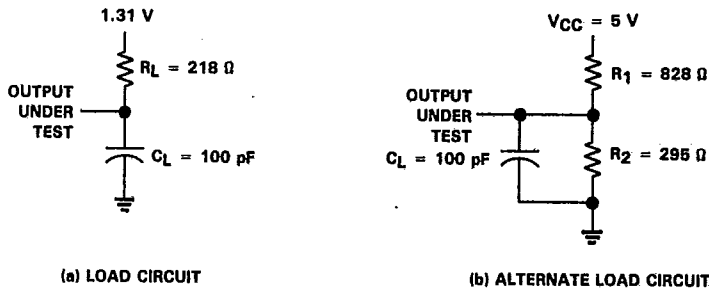 1.31 V
R_L = 218 Ω
OUTPUT
UNDER
TEST
C_L = 100 pF
(a) LOAD CIRCUIT
V_CC = 5 V
R_1 = 828 Ω
OUTPUT
UNDER
TEST
C_L = 100 pF
R_2 = 295 Ω
(b) ALTERNATE LOAD CIRCUIT